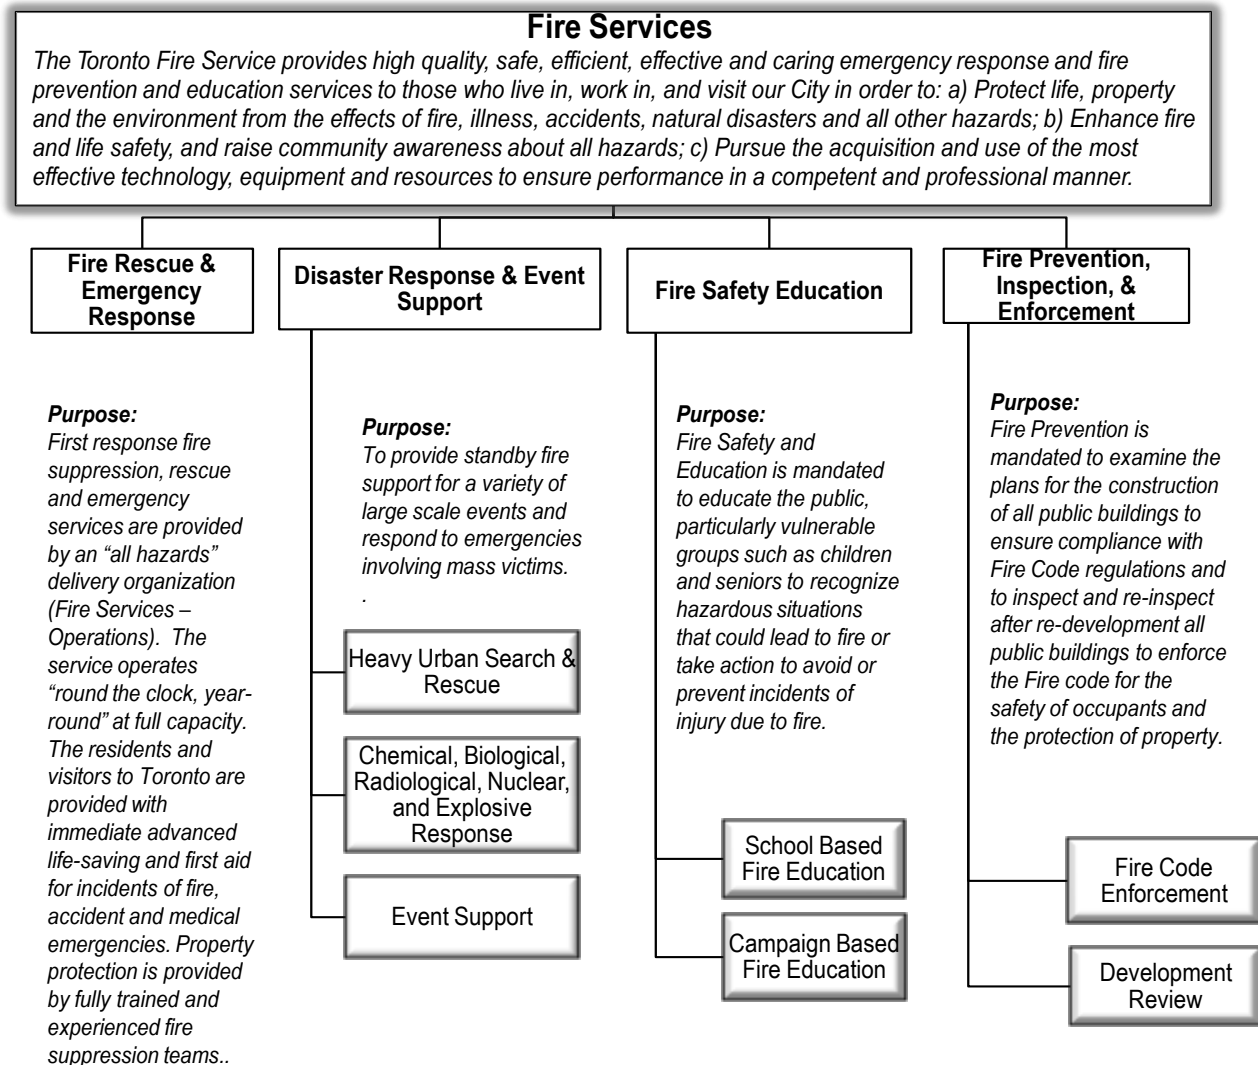 Fire Services
The Toronto Fire Service provides high quality, safe, efficient, effective and caring emergency response and fire
prevention and education services to those who live in, work in, and visit our City in order to: a) Protect life, property
and the environment from the effects of fire, illness, accidents, natural disasters and all other hazards; b) Enhance fire
and life safety, and raise community awareness about all hazards; c) Pursue the acquisition and use of the most
effective technology, equipment and resources to ensure performance in a competent and professional manner.
Fire Rescue &
Emergency
Response
Purpose:
First response fire
suppression, rescue
and emergency
services are provided
by an “all hazards”
delivery organization
(Fire Services –
Operations). The
service operates
“round the clock, year-
round” at full capacity.
The residents and
visitors to Toronto are
provided with
immediate advanced
life-saving and first aid
for incidents of fire,
accident and medical
emergencies. Property
protection is provided
by fully trained and
experienced fire
suppression teams..
Disaster Response & Event
Support
Purpose:
To provide standby fire
support for a variety of
large scale events and
respond to emergencies
involving mass victims.
.
Heavy Urban Search &
Rescue
Chemical, Biological,
Radiological, Nuclear,
and Explosive
Response
Event Support
Fire Safety Education
Purpose:
Fire Safety and
Education is mandated
to educate the public,
particularly vulnerable
groups such as children
and seniors to recognize
hazardous situations
that could lead to fire or
take action to avoid or
prevent incidents of
injury due to fire.
School Based
Fire Education
Campaign Based
Fire Education
Fire Prevention,
Inspection, &
Enforcement
Purpose:
Fire Prevention is
mandated to examine the
plans for the construction
of all public buildings to
ensure compliance with
Fire Code regulations and
to inspect and re-inspect
after re-development all
public buildings to enforce
the Fire code for the
safety of occupants and
the protection of property.
Fire Code
Enforcement
Development
Review